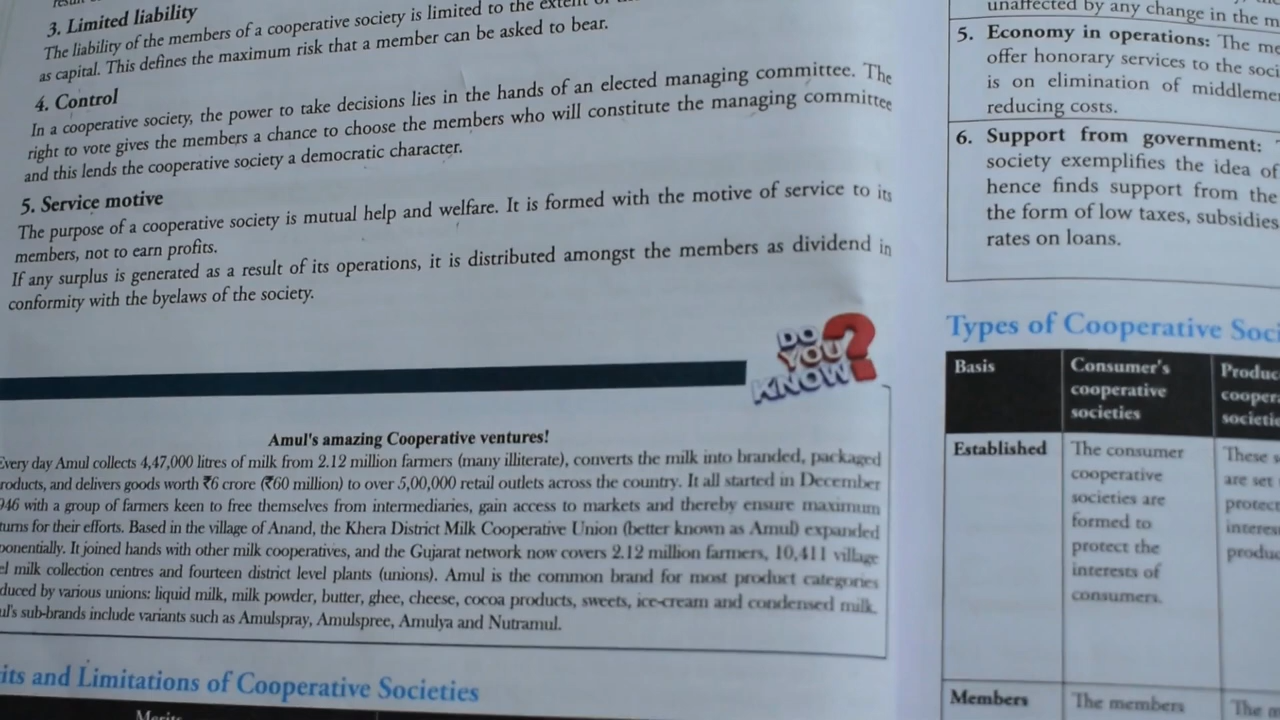 3. Limited liability
The liability of the members of a cooperative society is limited to the extent of
as capital. This defines the maximum risk that a member can be asked to bear.
4. Control
In a cooperative society, the power to take decisions lies in the hands of an elected managing committee. The
right to vote gives the members a chance to choose the members who will constitute the managing committee
and this lends the cooperative society a democratic character.
5. Service motive
The purpose of a cooperative society is mutual help and welfare. It is formed with the motive of service to its
members, not to earn profits.
If any surplus is generated as a result of its operations, it is distributed amongst the members as dividend in
conformity with the byelaws of the society.
DO
YOU
KNOW?
Amul's amazing Cooperative ventures!
Every day Amul collects 4,47,000 litres of milk from 2.12 million farmers (many illiterate), converts the milk into branded, packaged
roducts, and delivers goods worth ₹6 crore (₹60 million) to over 5,00,000 retail outlets across the country. It all started in December
946 with a group of farmers keen to free themselves from intermediaries, gain access to markets and thereby ensure maximum
turns for their efforts. Based in the village of Anand, the Khera District Milk Cooperative Union (better known as Amul) expanded
ponentially. It joined hands with other milk cooperatives, and the Gujarat network now covers 2.12 million farmers, 10,411 village
el milk collection centres and fourteen district level plants (unions). Amul is the common brand for most product categories
duced by various unions: liquid milk, milk powder, butter, ghee, cheese, cocoa products, sweets, ice-cream and condensed milk.
ul's sub-brands include variants such as Amulspray, Amulspree, Amulya and Nutramul.
its and Limitations of Cooperative Societies
Merits
unaffected by any change in the m
5. Economy in operations: The me
offer honorary services to the soci
is on elimination of middleme
reducing costs.
6. Support from government:
society exemplifies the idea of
hence finds support from the
the form of low taxes, subsidies
rates on loans.
Types of Cooperative Soci
Basis
Consumer's
cooperative
societies
Produc
cooper
societie
Established
The consumer
cooperative
societies are
formed to
protect the
interests of
consumers.
These s
are set
protect
interes
produc
Members
The members
The m